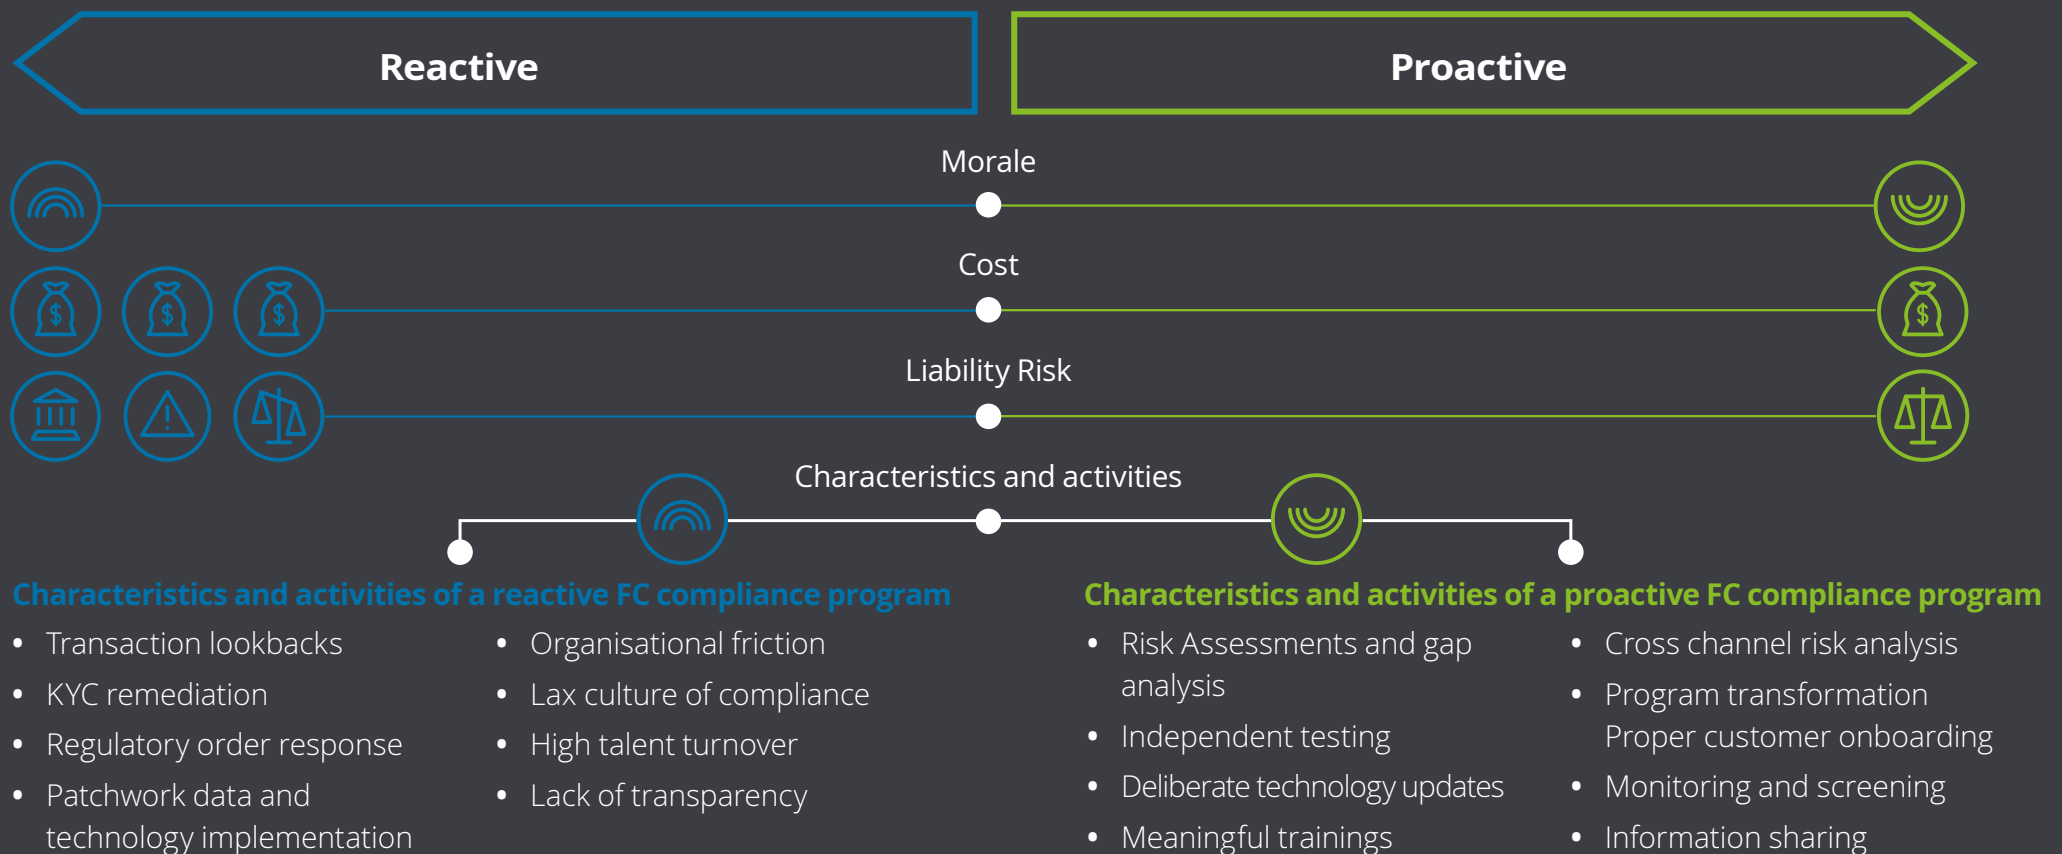 Reactive
Proactive
Morale
Cost
$
$
$
$
Liability Risk
!
Characteristics and activities
Characteristics and activities of a reactive FC compliance program
• Transaction lookbacks
• KYC remediation
• Regulatory order response
• Patchwork data and
technology implementation
• Organisational friction
• Lax culture of compliance
• High talent turnover
• Lack of transparency
Characteristics and activities of a proactive FC compliance program
• Risk Assessments and gap
analysis
• Independent testing
• Deliberate technology updates
• Meaningful trainings
• Cross channel risk analysis
• Program transformation
Proper customer onboarding
• Monitoring and screening
• Information sharing